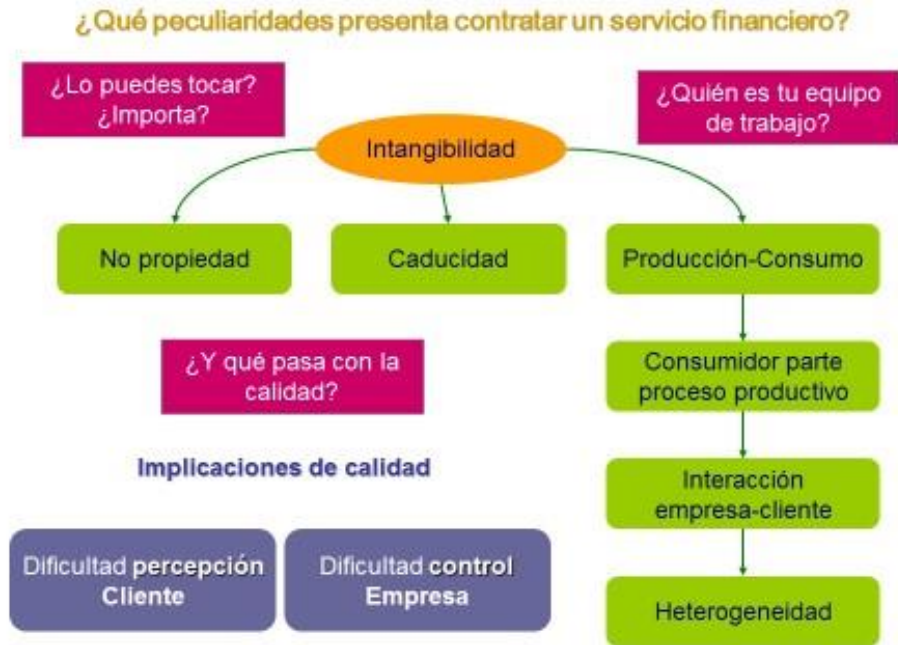 ¿Qué peculiaridades presenta contratar un servicio financiero?
¿Lo puedes tocar?
¿Importa?
¿Quién es tu equipo
de trabajo?
Intangibilidad
No propiedad
Caducidad
Producción-Consumo
¿Y qué pasa con la
calidad?
Consumidor parte
proceso productivo
Implicaciones de calidad
Interacción
empresa-cliente
Dificultad percepción
Cliente
Dificultad control
Empresa
Heterogeneidad